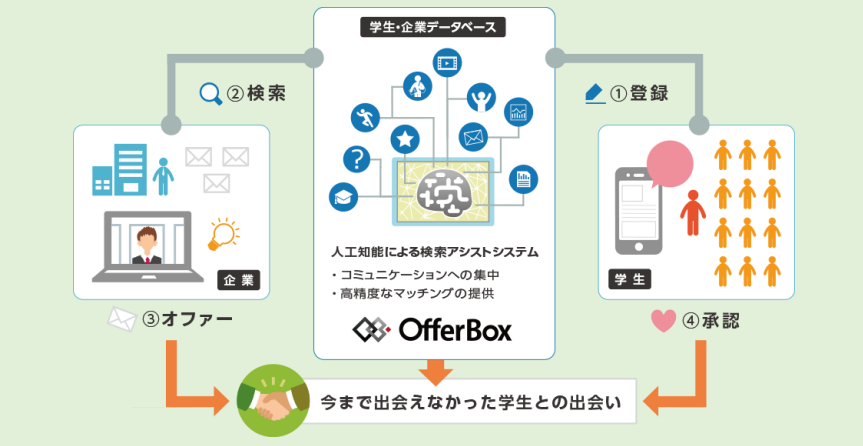 学生・企業データベース
②検索
①登録
?
人工知能による検索アシストシステム
・コミュニケーションへの集中
・高精度なマッチングの提供
企業
学生
OfferBox
③オファー
④承認
今まで出会えなかった学生との出会い